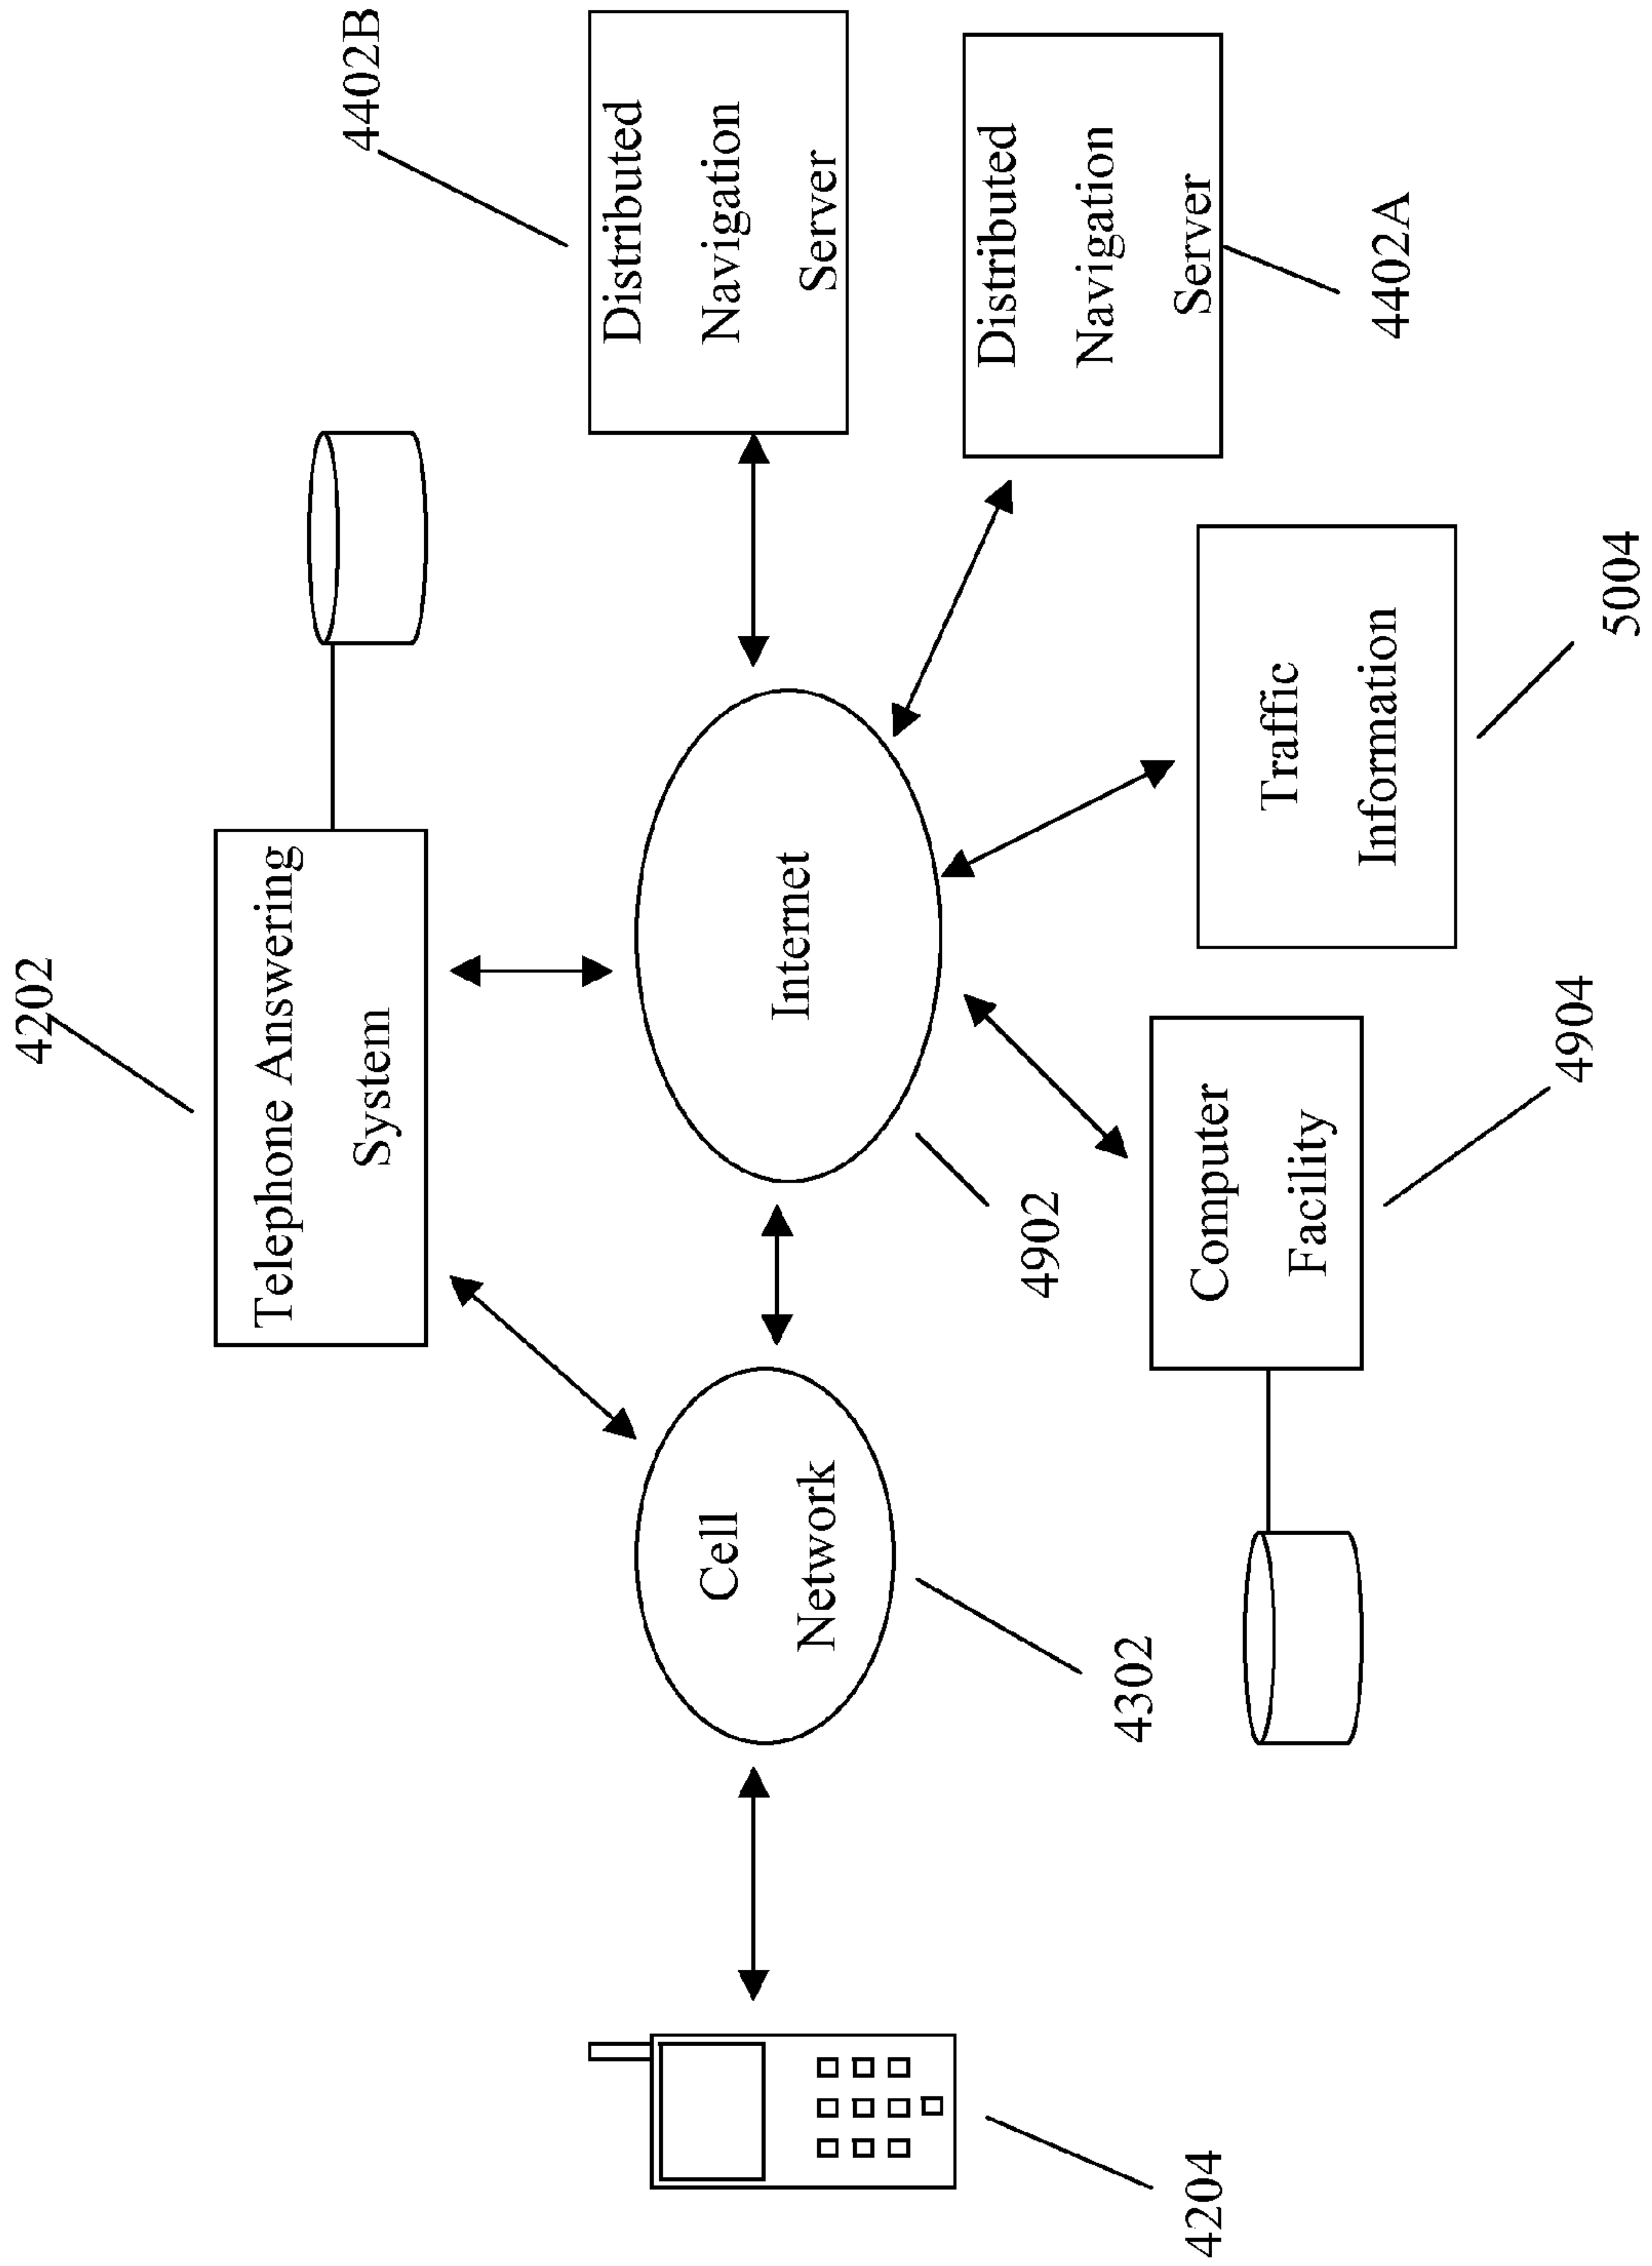 4202
Telephone Answering
System
4402B
Distributed
Navigation
Server
Cell
Network
Internet
Distributed
Navigation
Server
4402A
4902
4302
Traffic
Information
5004
Computer
Facility
4904
4204